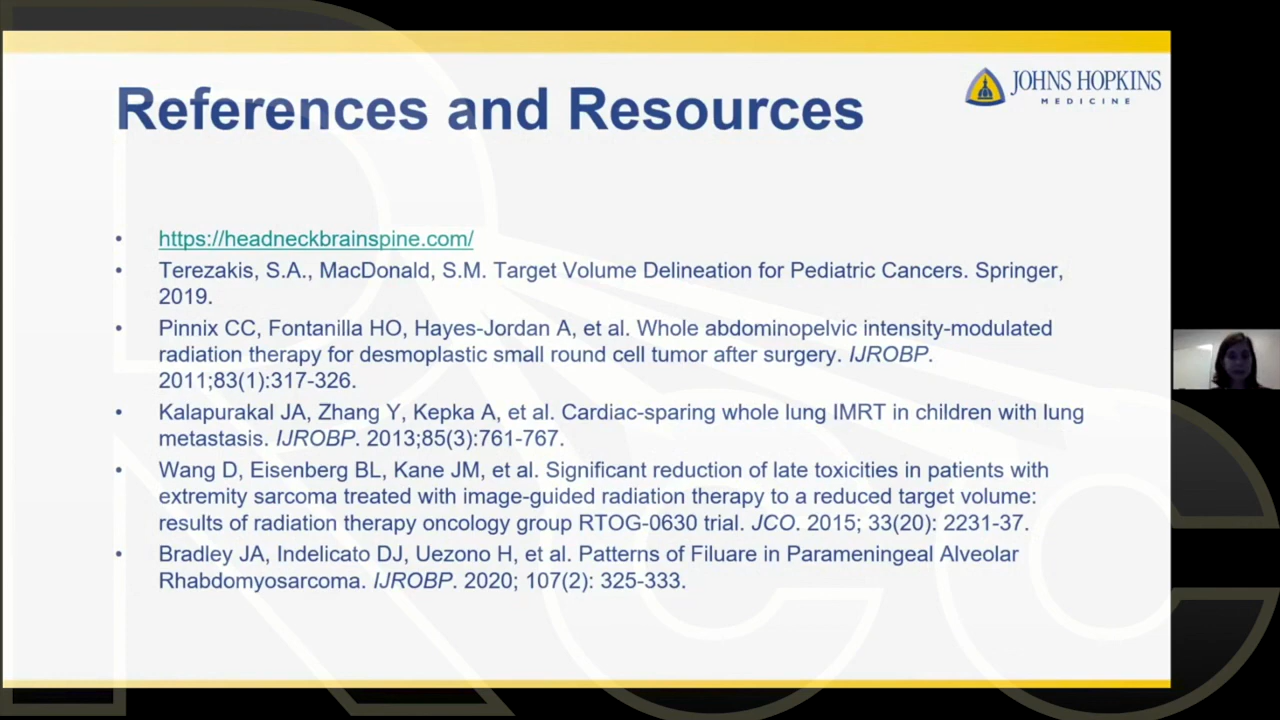 References and Resources
JOHNS HOPKINS
MEDICINE
• https://headneckbrainspine.com/
• Terezakis, S.A., MacDonald, S.M. Target Volume Delineation for Pediatric Cancers. Springer,
2019.
• Pinnix CC, Fontanilla HO, Hayes-Jordan A, et al. Whole abdominopelvic intensity-modulated
radiation therapy for desmoplastic small round cell tumor after surgery. IJROBP.
2011;83(1):317-326.
• Kalapurakal JA, Zhang Y, Kepka A, et al. Cardiac-sparing whole lung IMRT in children with lung
metastasis. IJROBP. 2013;85(3):761-767.
• Wang D, Eisenberg BL, Kane JM, et al. Significant reduction of late toxicities in patients with
extremity sarcoma treated with image-guided radiation therapy to a reduced target volume:
results of radiation therapy oncology group RTOG-0630 trial. JCO. 2015; 33(20): 2231-37.
• Bradley JA, Indelicato DJ, Uezono H, et al. Patterns of Filuare in Parameningeal Alveolar
Rhabdomyosarcoma. IJROBP. 2020; 107(2): 325-333.